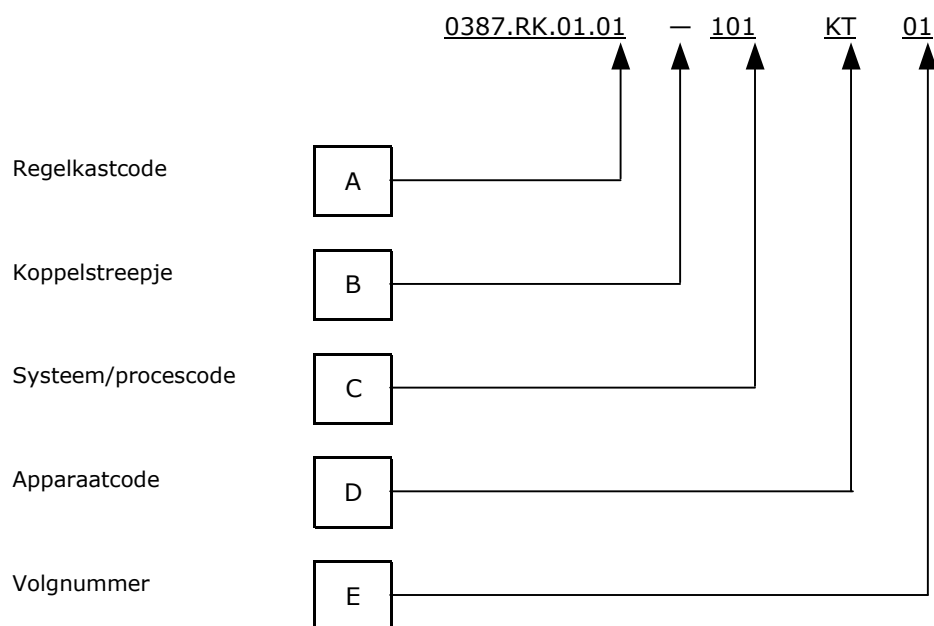 0387.RK.01.01 — 101 KT 01
Regelkastcode A
Koppelstreepje B
Systeem/procescode C
Apparaatcode D
Volgnummer E